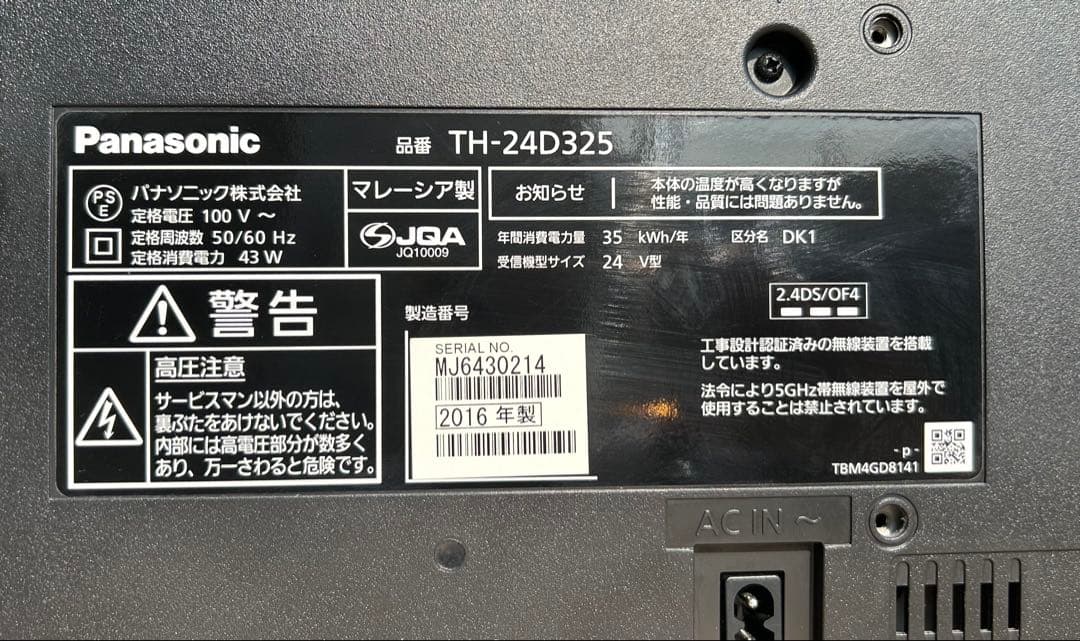 Panasonic
品番 TH-24D325
PS
E
パナソニック株式会社
定格電圧 100 V ～
定格周波数 50/60 Hz
定格消費電力 43 W
マレーシア製
JQA
JQ10009
お知らせ
本体の温度が高くなりますが
性能・品質には問題ありません。
年間消費電力量 35 kWh/年 区分名 DK1
受信機型サイズ 24 V型
2.4DS/OF4
警告
高圧注意
サービスマン以外の方は、
裏ぶたをあけないでください。
内部には高電圧部分が数多く
あり、万一さわると危険です。
製造番号
SERIAL NO.
MJ6430214
2016 年製
工事設計認証済みの無線装置を搭載
しています。
法令により5GHz帯無線装置を屋外で
使用することは禁止されています。
- p -
TBM4GD8141
AC IN ～